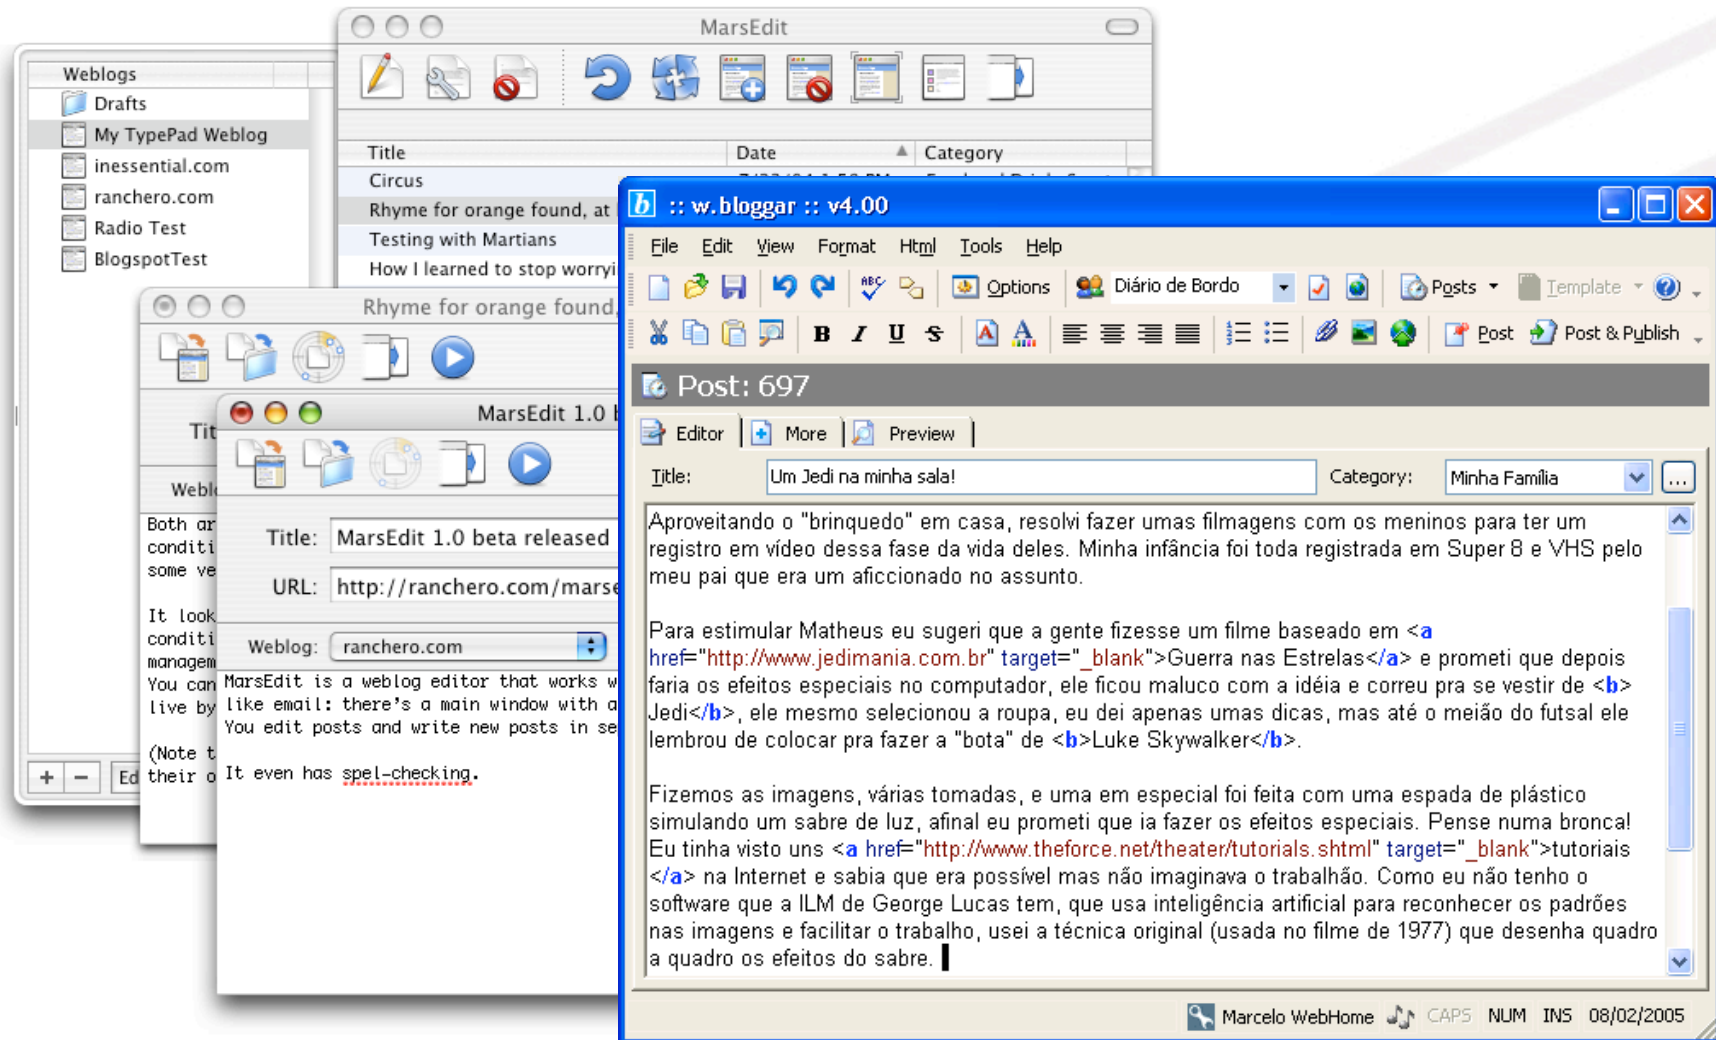 Weblogs
Drafts
My TypePad Weblog
inessential.com
ranchero.com
Radio Test
BlogspotTest
MarsEdit
Title Date Category
Circus
Rhyme for orange found, at
Testing with Martians
How I learned to stop
Rhyme for orange found,
Both
some
It look
You can
live by
(Note
their
MarsEdit 1.0
Title: MarsEdit 1.0 beta released
URL: http://ranchero.com/
Weblog: ranchero.com
MarsEdit is a weblog editor that works
like email: there's a main window with a
You edit posts and write new posts in
It even has spel-checking.
b :: w.bloggar :: v4.00
File Edit View Format Html Tools Help
ABC Options Diário de Bordo Posts Template ?
B I U S A A Post Post & Publish
Post: 697
Editor More Preview
Title: Um Jedi na minha sala! Category: Minha Família ...
Aproveitando o "brinquedo" em casa, resolvi fazer umas filmagens com os meninos para ter um
registro em vídeo dessa fase da vida deles. Minha infância foi toda registrada em Super 8 e VHS pelo
meu pai que era um aficcionado no assunto.
Para estimular Matheus eu sugeri que a gente fizesse um filme baseado em <a
href="http://www.jedimania.com.br" target="_blank">Guerra nas Estrelas</a> e prometi que depois
faria os efeitos especiais no computador, ele ficou maluco com a idéia e correu pra se vestir de <b>
Jedi</b>, ele mesmo selecionou a roupa, eu dei apenas umas dicas, mas até o meião do futsal ele
lembrou de colocar pra fazer a "bota" de <b>Luke Skywalker</b>.
Fizemos as imagens, várias tomadas, e uma em especial foi feita com uma espada de plástico
simulando um sabre de luz, afinal eu prometi que ia fazer os efeitos especiais. Pense numa bronca!
Eu tinha visto uns <a href="http://www.theforce.net/theater/tutorials.shtml" target="_blank">tutoriais
</a> na Internet e sabia que era possível mas não imaginava o trabalhão. Como eu não tenho o
software que a ILM de George Lucas tem, que usa inteligência artificial para reconhecer os padrões
nas imagens e facilitar o trabalho, usei a técnica original (usada no filme de 1977) que desenha quadro
a quadro os efeitos do sabre.
Marcelo WebHome CAPS NUM INS 08/02/2005